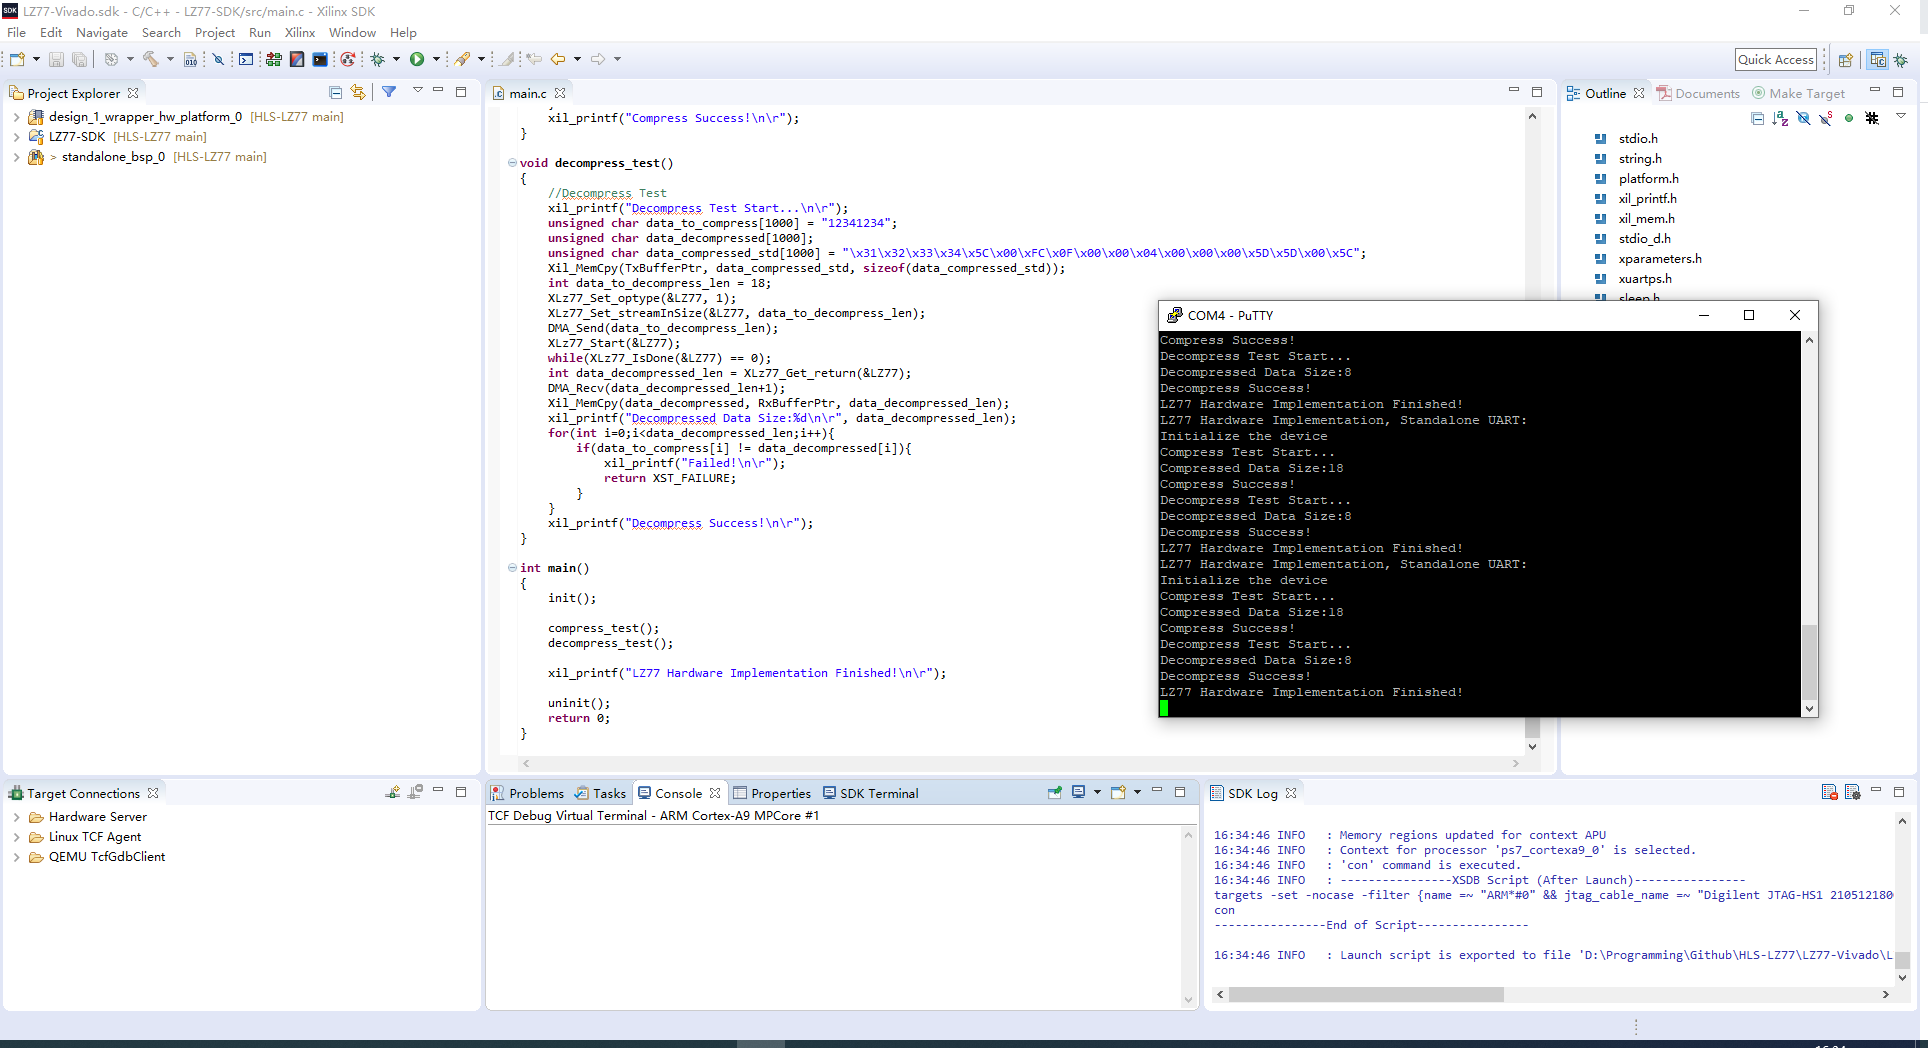 LZ77-Vivado.sdk - C/C++ - LZ77-SDK/src/main.c - Xilinx SDK
File Edit Navigate Search Project Run Xilinx Window Help
Quick Access
Project Explorer
design_1_wrapper_hw_platform_0 [HLS-LZ77 main]
LZ77-SDK [HLS-LZ77 main]
> standalone_bsp_0 [HLS-LZ77 main]
main.c
xil_printf("Compress Success!\n\r");
}
void decompress_test()
{
//Decompress Test
xil_printf("Decompress Test Start...\n\r");
unsigned char data_to_compress[1000] = "12341234";
unsigned char data_decompressed[1000];
unsigned char data_compressed_std[1000] = "\x31\x32\x33\x34\x5C\x00\xFC\x0F\x00\x00\x04\x00\x00\x00\x5D\x5D\x00\x5C";
Xil_MemCpy(TxBufferPtr, data_compressed_std, sizeof(data_compressed_std));
int data_to_decompress_len = 18;
XLz77_Set_optype(&LZ77, 1);
XLz77_Set_streamInSize(&LZ77, data_to_decompress_len);
DMA_Send(data_to_decompress_len);
XLz77_Start(&LZ77);
while(XLz77_IsDone(&LZ77) == 0);
int data_decompressed_len = XLz77_Get_return(&LZ77);
DMA_Recv(data_decompressed_len+1);
Xil_MemCpy(data_decompressed, RxBufferPtr, data_decompressed_len);
xil_printf("Decompressed Data Size:%d\n\r", data_decompressed_len);
for(int i=0;i<data_decompressed_len;i++){
if(data_to_compress[i] != data_decompressed[i]){
xil_printf("Failed!\n\r");
return XST_FAILURE;
}
}
xil_printf("Decompress Success!\n\r");
}
int main()
{
init();
compress_test();
decompress_test();
xil_printf("LZ77 Hardware Implementation Finished!\n\r");
uninit();
return 0;
}
Outline Documents Make Target
stdio.h
string.h
platform.h
xil_printf.h
xil_mem.h
stdio_d.h
xparameters.h
xuartps.h
sleep.h
COM4 - PuTTY
Compress Success!
Decompress Test Start...
Decompressed Data Size:8
Decompress Success!
LZ77 Hardware Implementation Finished!
LZ77 Hardware Implementation, Standalone UART:
Initialize the device
Compress Test Start...
Compressed Data Size:18
Compress Success!
Decompress Test Start...
Decompressed Data Size:8
Decompress Success!
LZ77 Hardware Implementation Finished!
LZ77 Hardware Implementation, Standalone UART:
Initialize the device
Compress Test Start...
Compressed Data Size:18
Compress Success!
Decompress Test Start...
Decompressed Data Size:8
Decompress Success!
LZ77 Hardware Implementation Finished!
Target Connections
Hardware Server
Linux TCF Agent
QEMU TcfGdbClient
Problems Tasks Console Properties SDK Terminal
TCF Debug Virtual Terminal - ARM Cortex-A9 MPCore #1
SDK Log
16:34:46 INFO : Memory regions updated for context APU
16:34:46 INFO : Context for processor 'ps7_cortexa9_0' is selected.
16:34:46 INFO : 'con' command is executed.
16:34:46 INFO : ----------------XSDB Script (After Launch)----------------
targets -set -nocase -filter {name =~ "ARM*#0" && jtag_cable_name =~ "Digilent JTAG-HS1 2105121800
con
----------------End of Script----------------
16:34:46 INFO : Launch script is exported to file 'D:\Programming\Github\HLS-LZ77\LZ77-Vivado\L